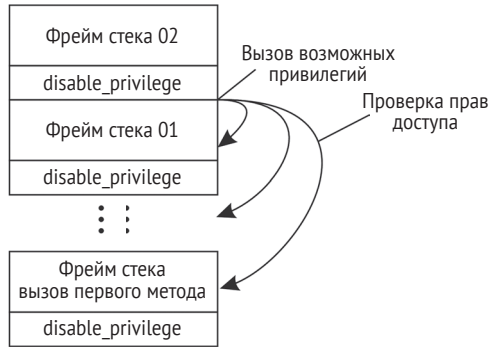 Фрейм стека 02
disable_privilege
Вызов возможных
привилегий
Фрейм стека 01
disable_privilege
Проверка прав
доступа
Фрейм стека
вызов первого метода
disable_privilege